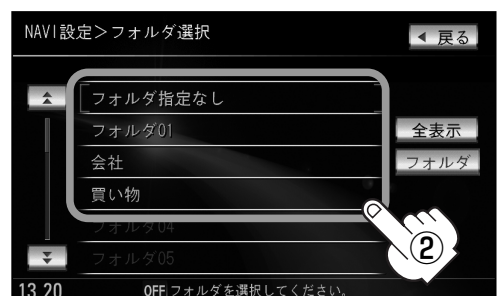 NAVI設定＞フォルダ選択
戻る
フォルダ指定なし
フォルダ01
全表示
会社
フォルダ
買い物
フォルダ04
②
フォルダ05
13 20
OFF フォルダを選択してください。